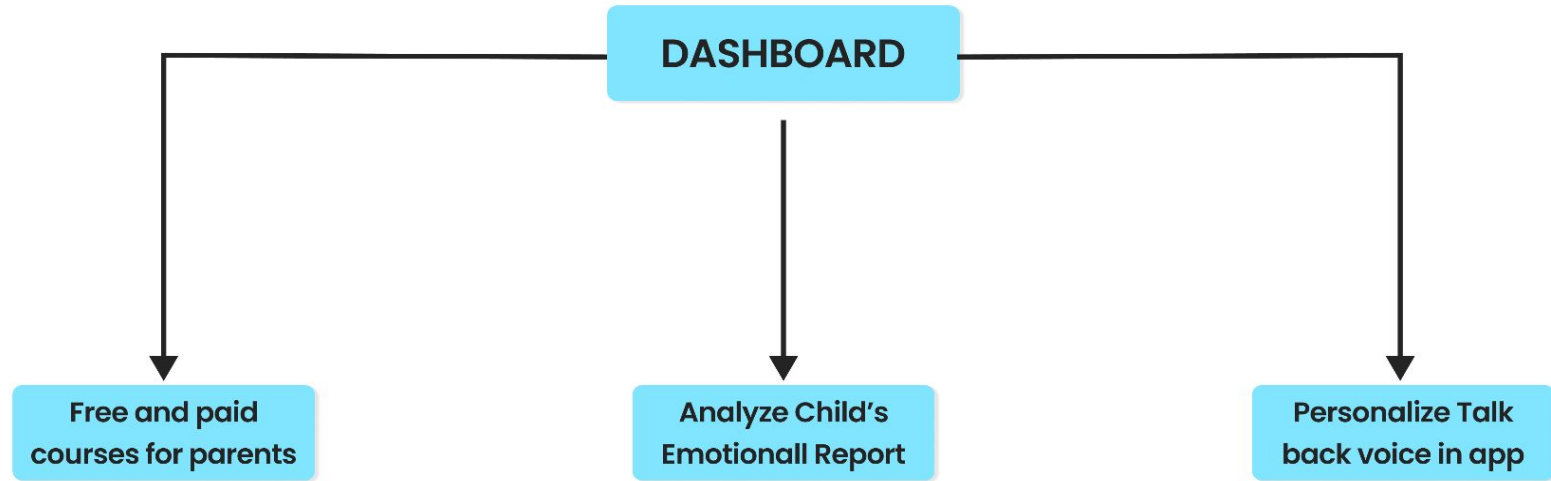 DASHBOARD
Free and paid
courses for parents
Analyze Child’s
Emotionall Report
Personalize Talk
back voice in app